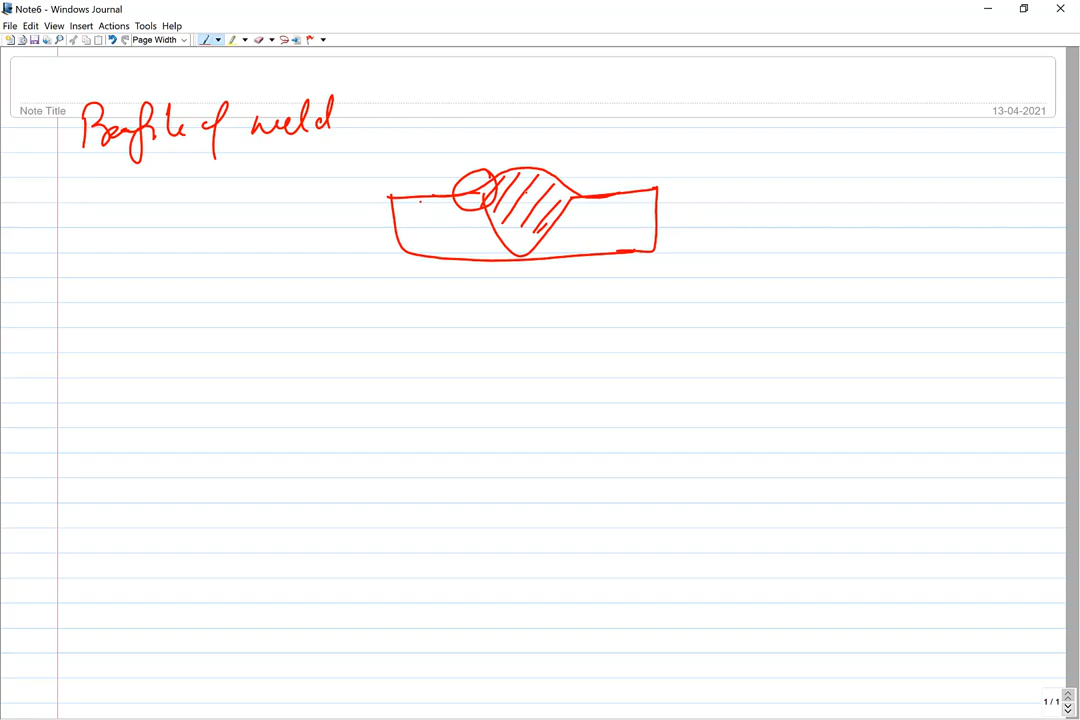 Note6 - Windows Journal
File Edit View Insert Actions Tools Help
Page Width
Note Title
13-04-2021
of weld
1 / 1